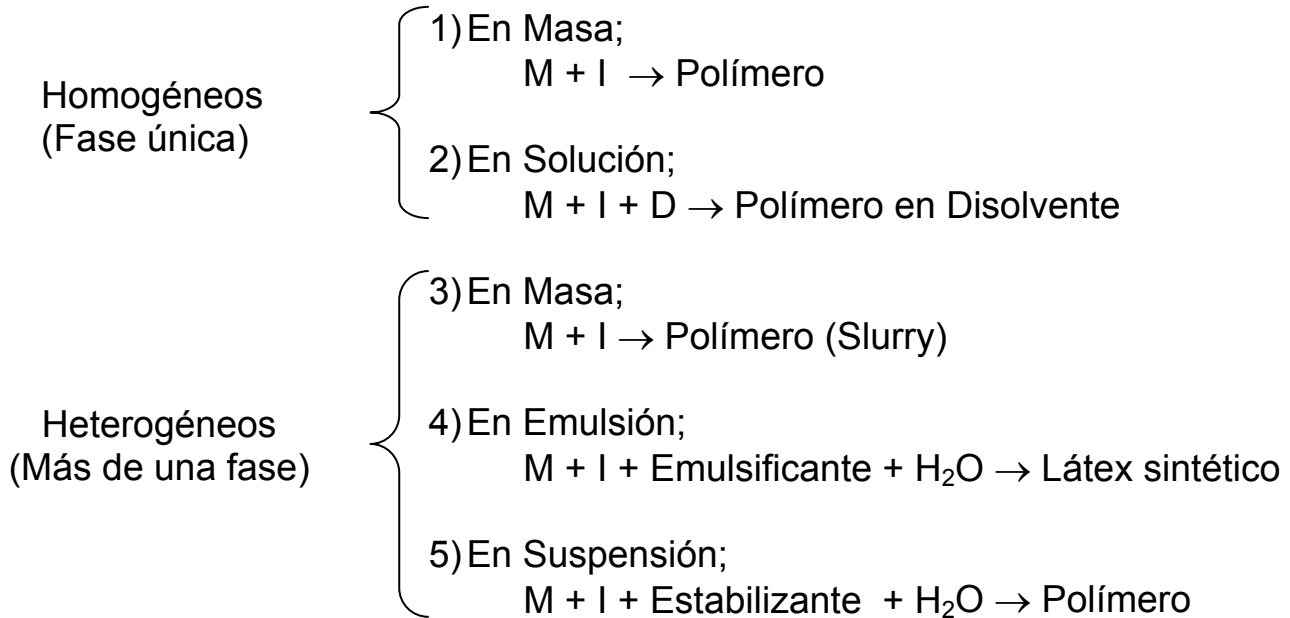 Homogéneos
(Fase única)
1) En Masa;
M + I → Polímero
2) En Solución;
M + I + D → Polímero en Disolvente
Heterogéneos
(Más de una fase)
3) En Masa;
M + I → Polímero (Slurry)
4) En Emulsión;
M + I + Emulsificante + H₂O → Látex sintético
5) En Suspensión;
M + I + Estabilizante + H₂O → Polímero